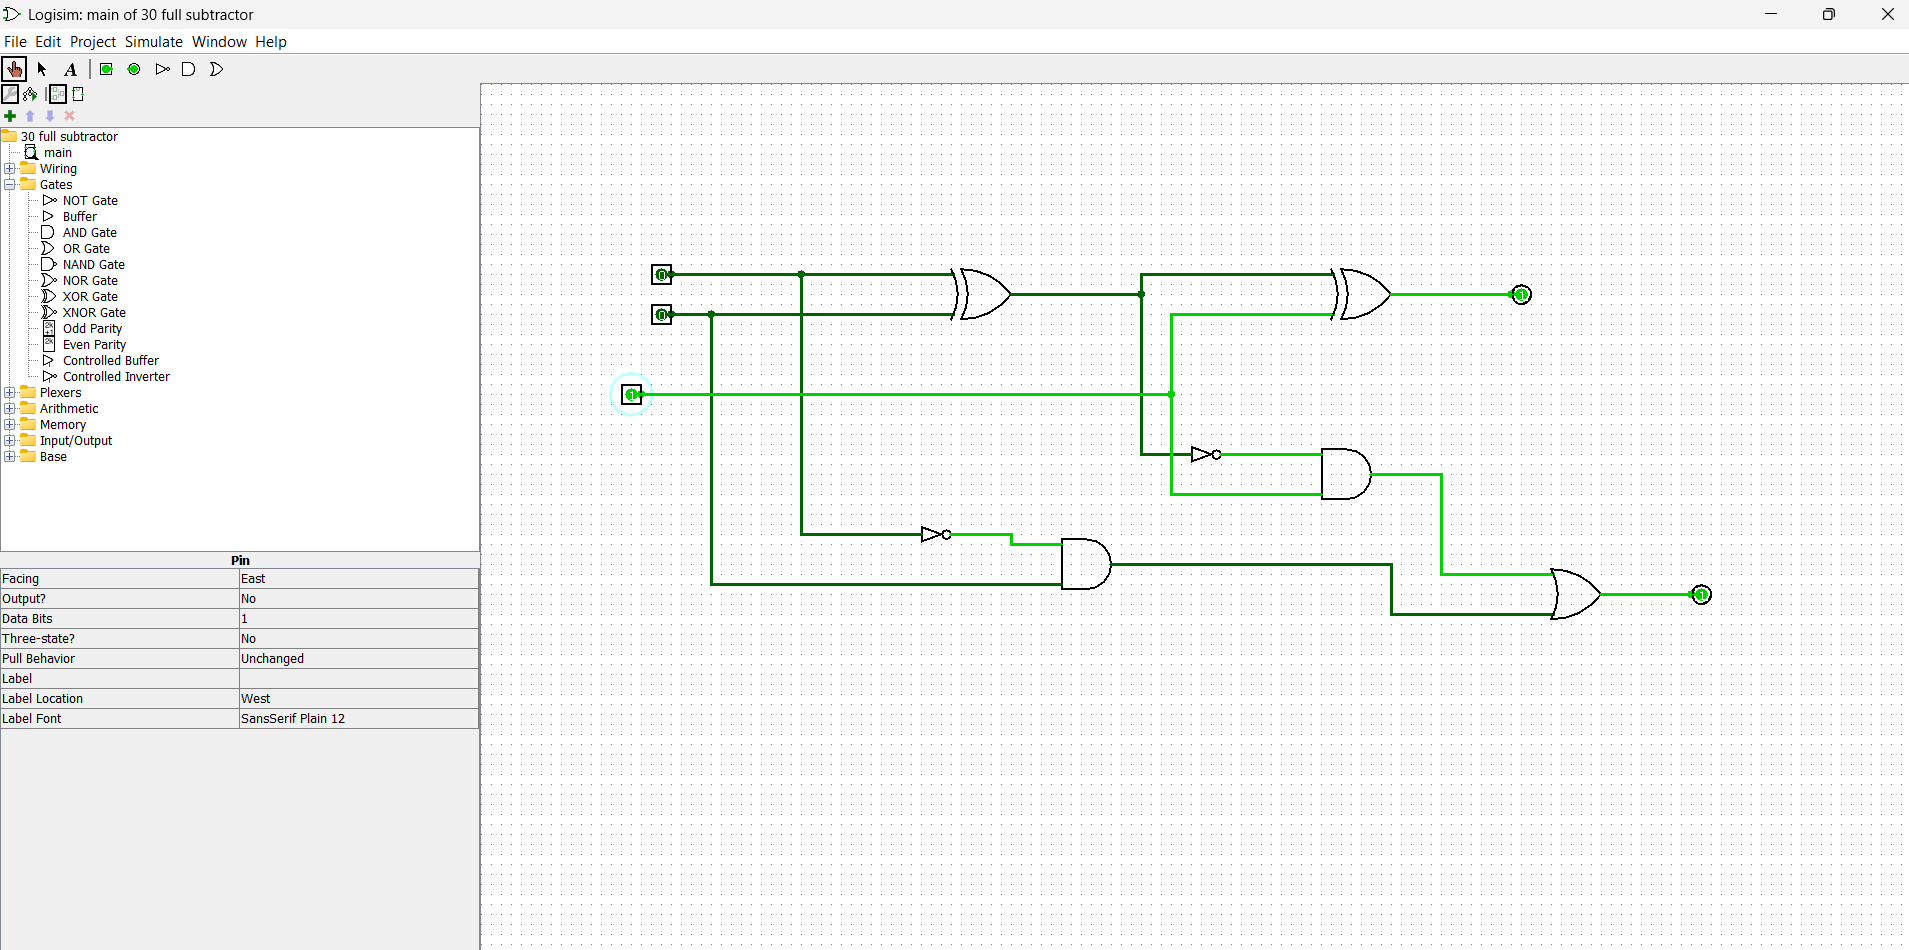 Logisim: main of 30 full subtractor
File Edit Project Simulate Window Help
A
30 full subtractor
main
Wiring
Gates
NOT Gate
Buffer
AND Gate
OR Gate
NAND Gate
NOR Gate
XOR Gate
XNOR Gate
Odd Parity
Even Parity
Controlled Buffer
Controlled Inverter
Plexers
Arithmetic
Memory
Input/Output
Base
Pin
Facing East
Output? No
Data Bits 1
Three-state? No
Pull Behavior Unchanged
Label
Label Location West
Label Font SansSerif Plain 12
0
1
0
1
1